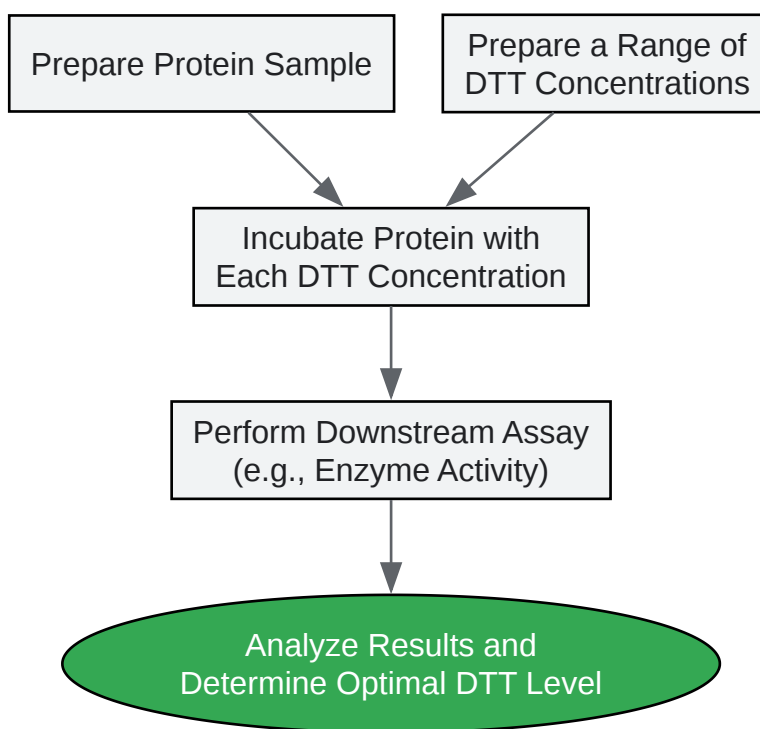 Prepare Protein Sample
Prepare a Range of
DTT Concentrations
Incubate Protein with
Each DTT Concentration
Perform Downstream Assay
(e.g., Enzyme Activity)
Analyze Results and
Determine Optimal DTT Level